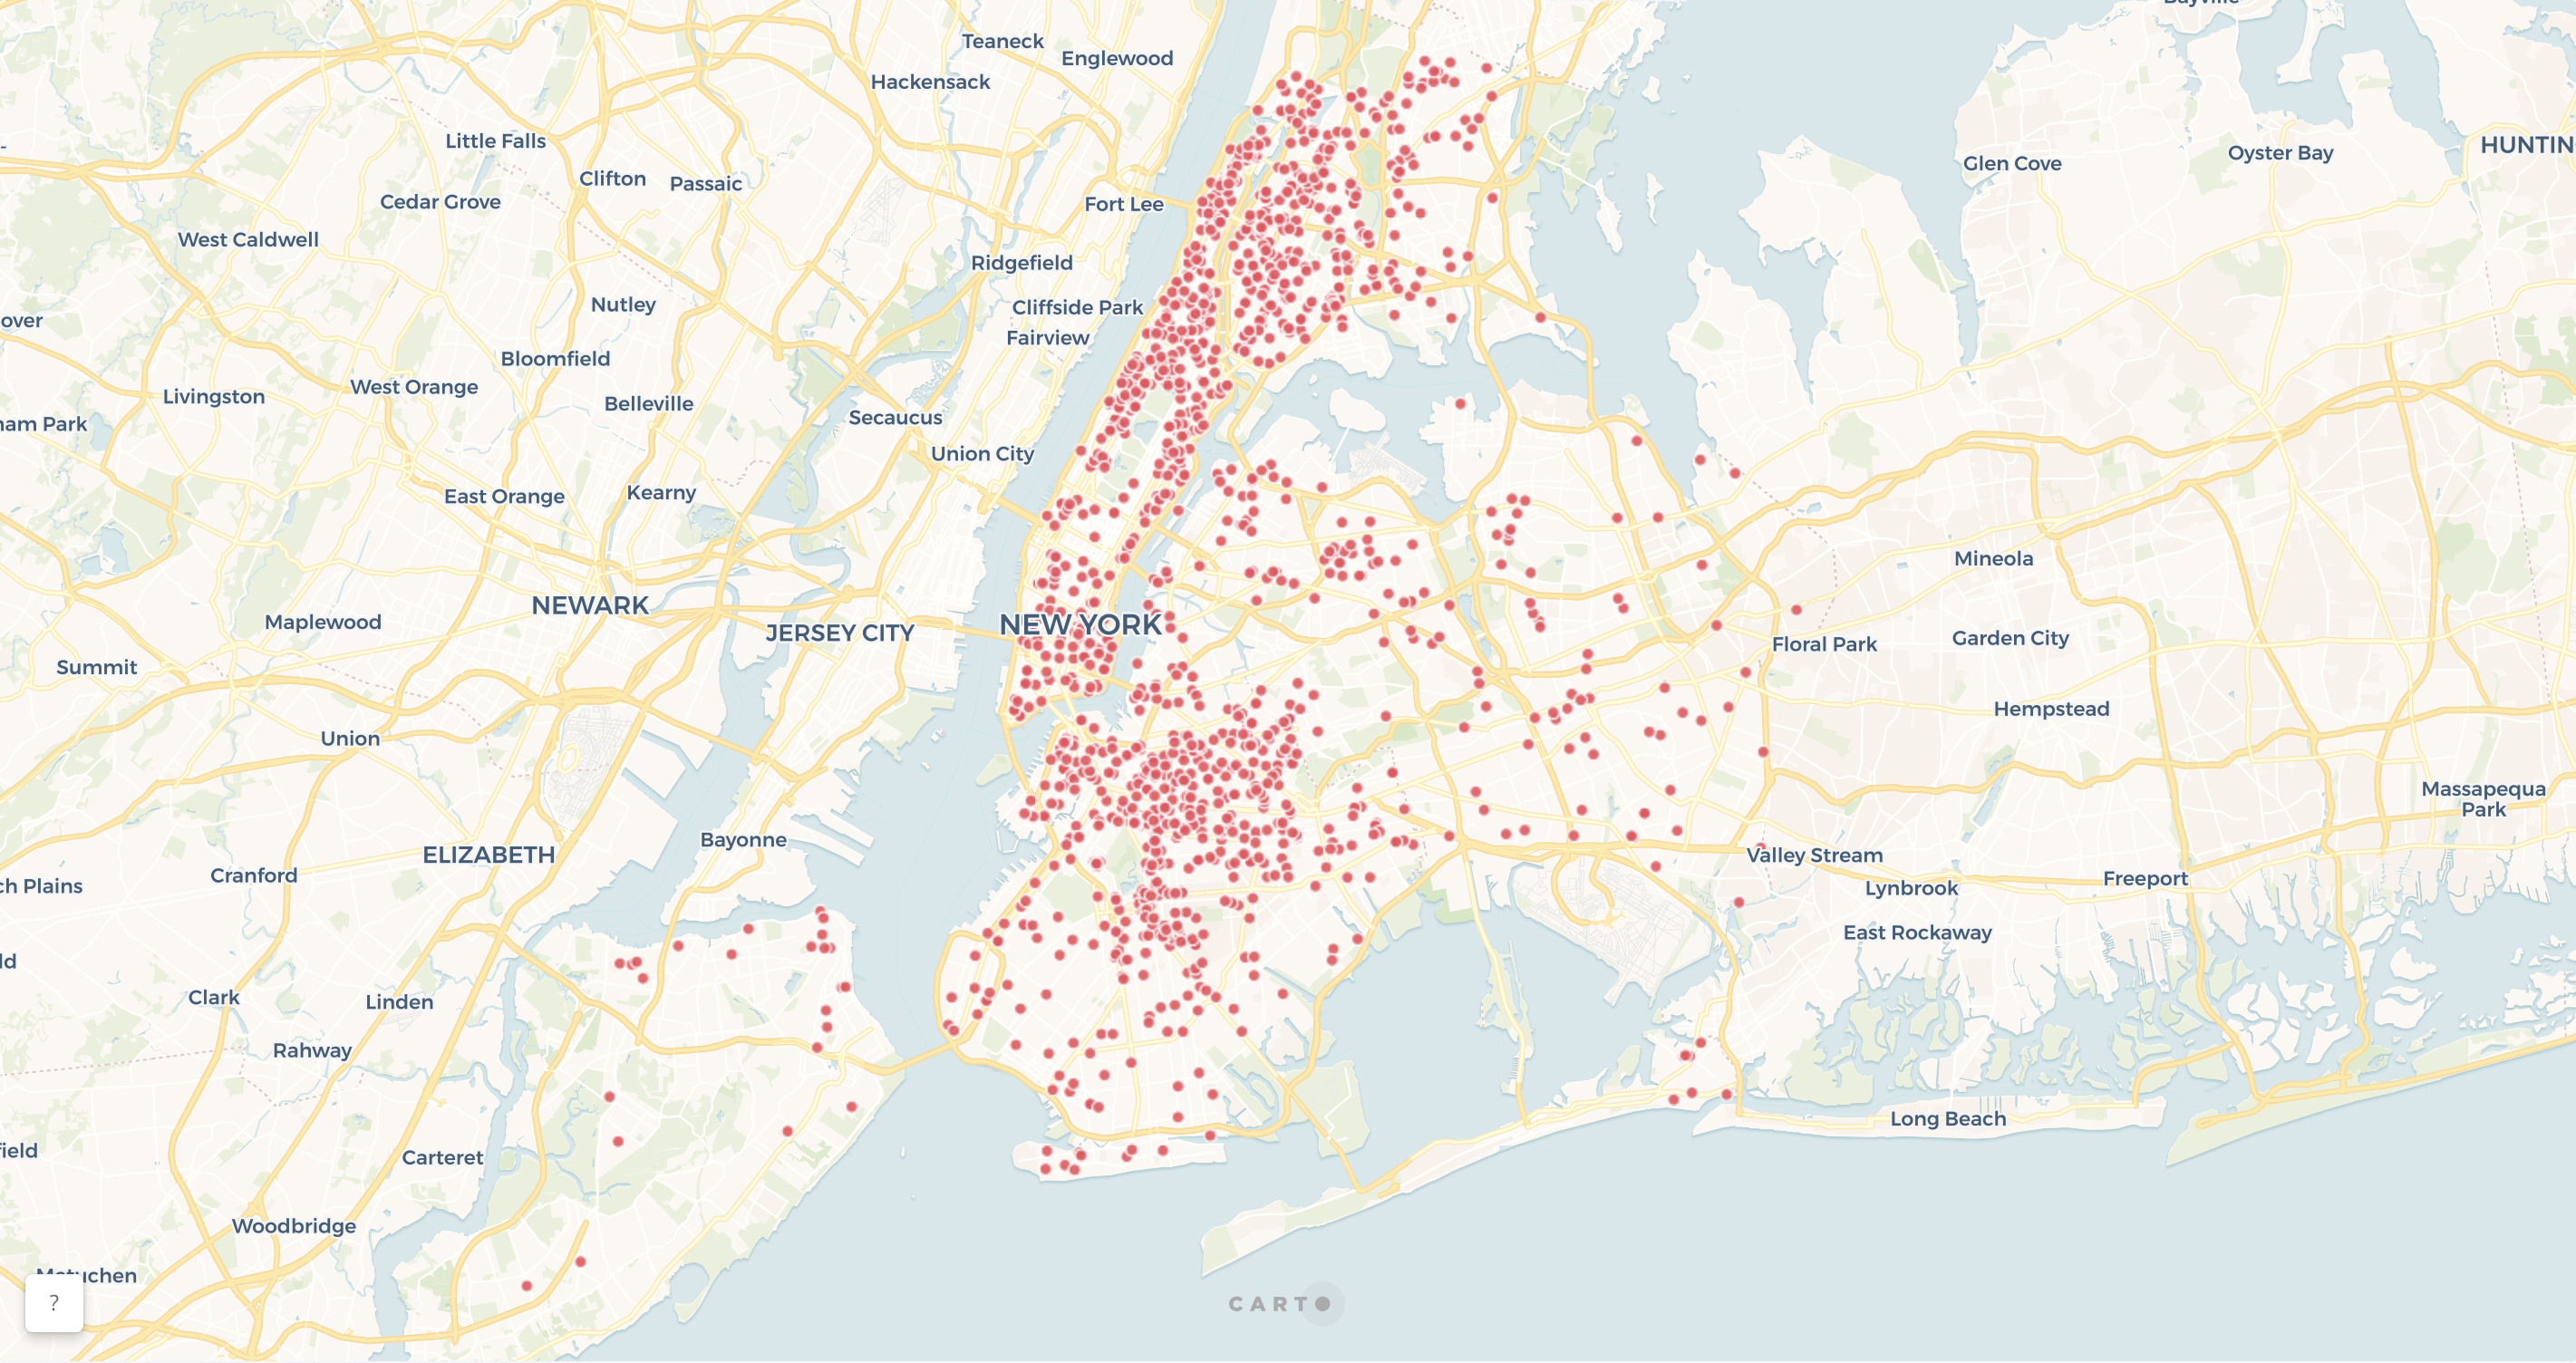 Bayville
Teaneck
Englewood
Hackensack
Little Falls
HUNTIN
Oyster Bay
Glen Cove
Clifton
Passaic
Cedar Grove
Fort Lee
West Caldwell
Ridgefield
Nutley
Cliffside Park
over
Fairview
Bloomfield
West Orange
Livingston
Belleville
Secaucus
ham Park
Union City
East Orange
Kearny
Mineola
NEWARK
Maplewood
NEW YORK
JERSEY CITY
Garden City
Floral Park
Summit
Hempstead
Union
Massapequa
Park
Bayonne
ELIZABETH
Valley Stream
Cranford
Freeport
ch Plains
Lynbrook
East Rockaway
ld
Clark
Linden
Rahway
Long Beach
field
Carteret
Woodbridge
Metuchen
?
CARTO